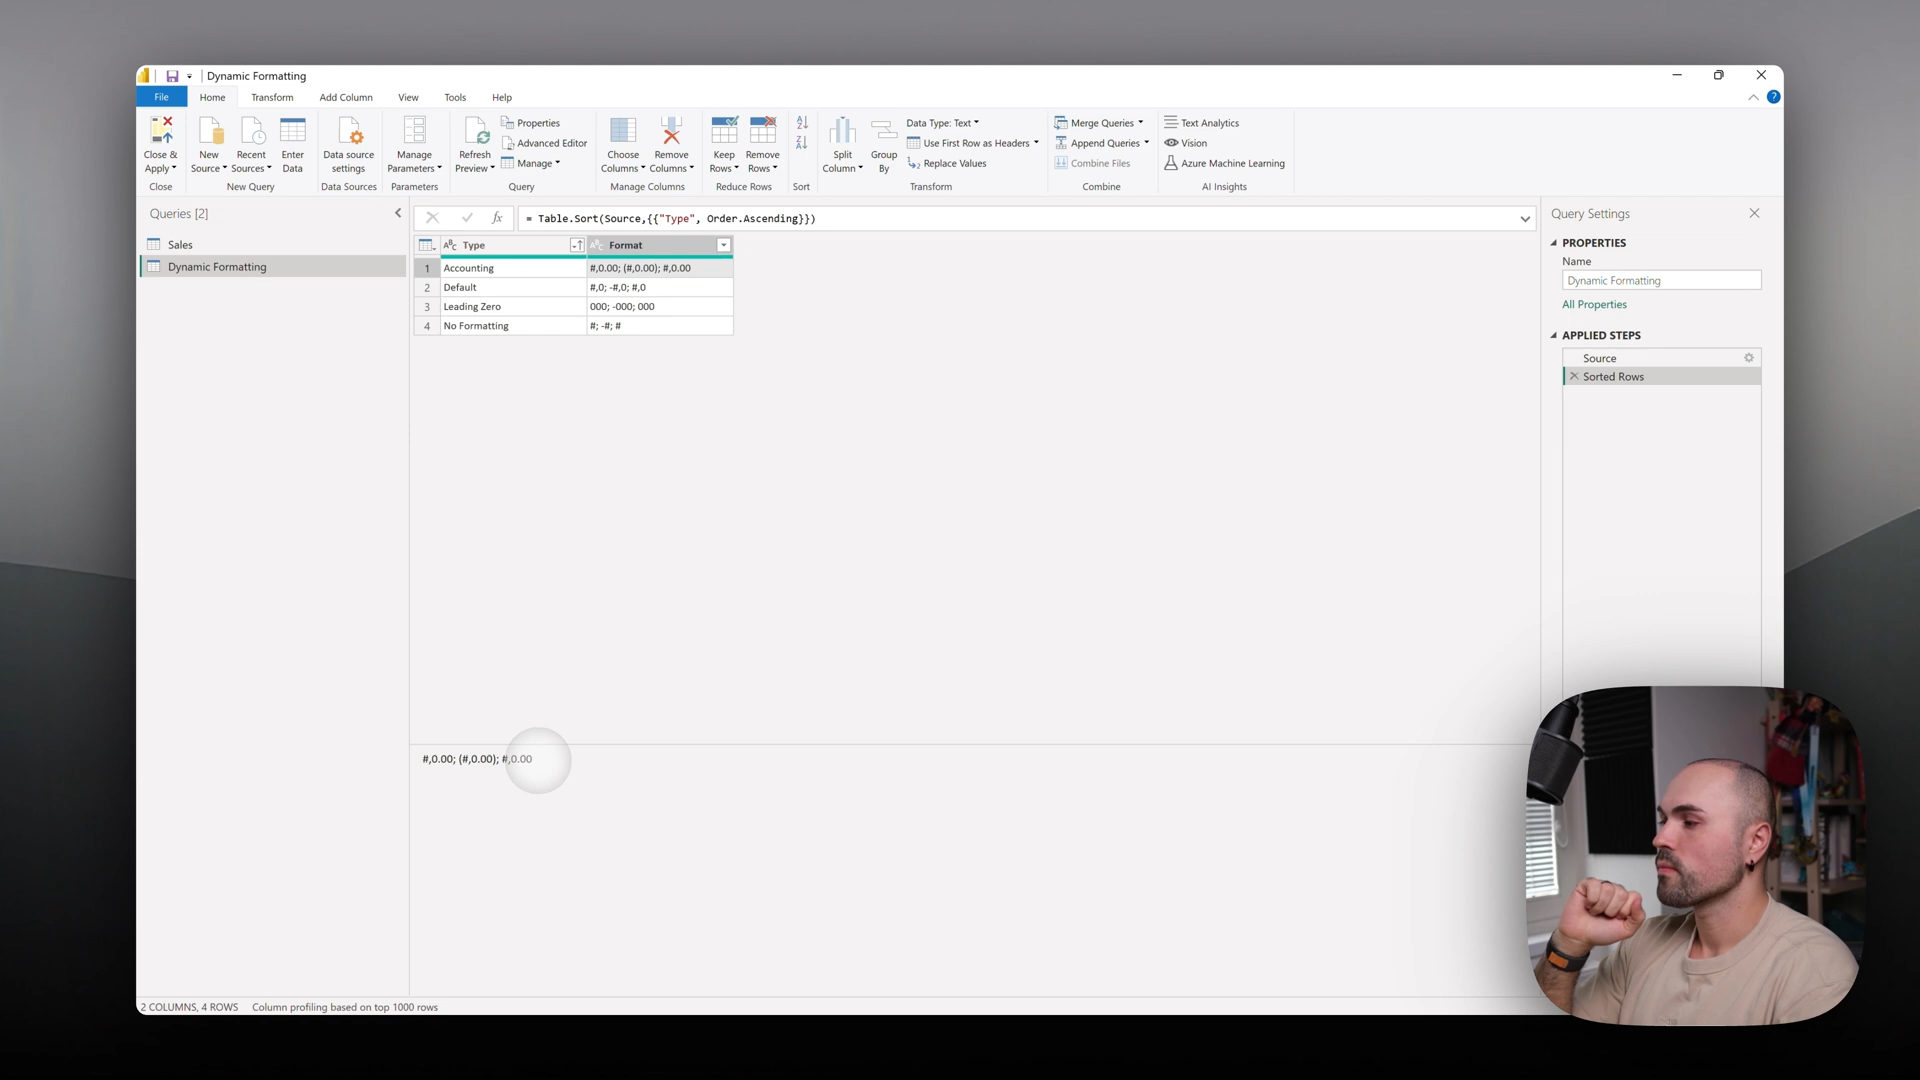 Dynamic Formatting
File Home Transform Add Column View Tools Help
Close & Apply
New Source
Recent Sources
Enter Data
Data source settings
Manage Parameters
Refresh Preview
Properties
Advanced Editor
Manage
Choose Columns
Remove Columns
Keep Rows
Remove Rows
Split Column
Group By
Data Type: Text
Use First Row as Headers
Replace Values
Merge Queries
Append Queries
Combine Files
Text Analytics
Vision
Azure Machine Learning
Close New Query Data Sources Parameters Query Manage Columns Reduce Rows Sort Transform Combine AI Insights
Queries [2]
Sales
Dynamic Formatting
fx = Table.Sort(Source,{{"Type", Order.Ascending}})
Type Format
1 Accounting #,0.00; (#,0.00); #,0.00
2 Default #,0; -#,0; #,0
3 Leading Zero 000; -000; 000
4 No Formatting #; -#; #
#,0.00; (#,0.00); #,0.00
Query Settings
PROPERTIES
Name
Dynamic Formatting
All Properties
APPLIED STEPS
Source
Sorted Rows
2 COLUMNS, 4 ROWS Column profiling based on top 1000 rows